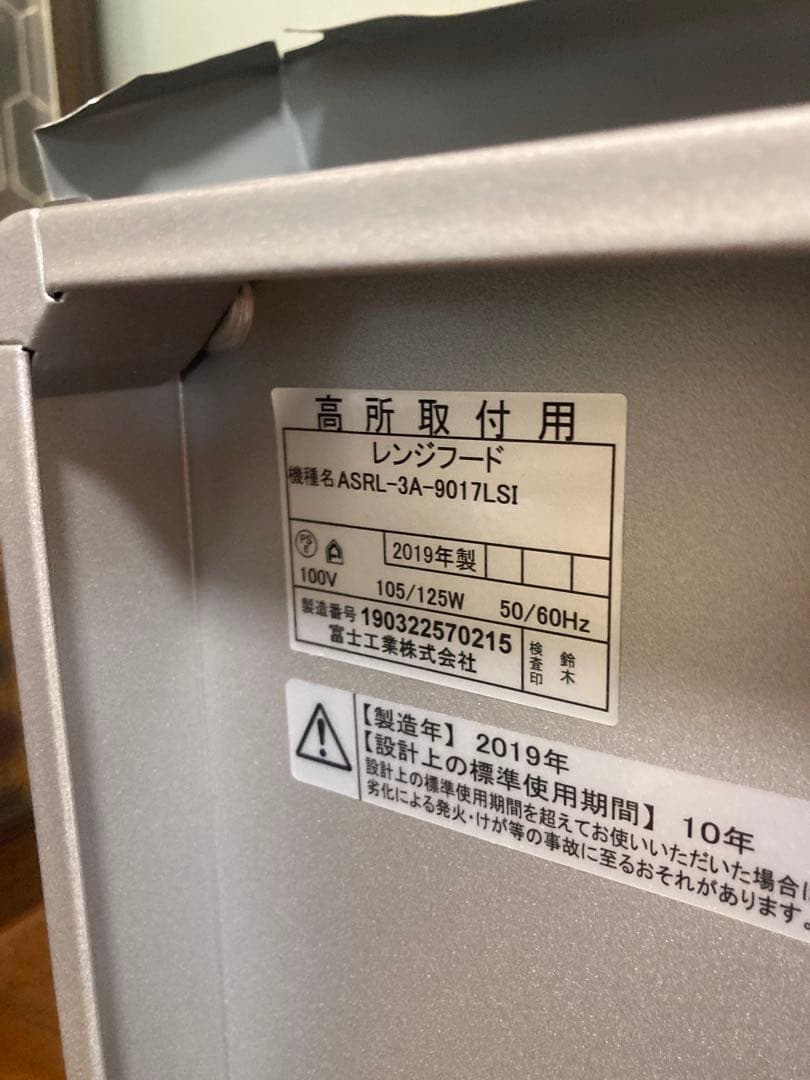 高所取付用
レンジフード
機種名 ASRL-3A-9017LSI
PS
E
2019年製
100V 105/125W 50/60Hz
製造番号 190322570215
富士工業株式会社
検査印 鈴木
【製造年】 2019年
【設計上の標準使用期間】 10年
設計上の標準使用期間を超えてお使いいただいた場合は
劣化による発火・けが等の事故に至るおそれがあります。